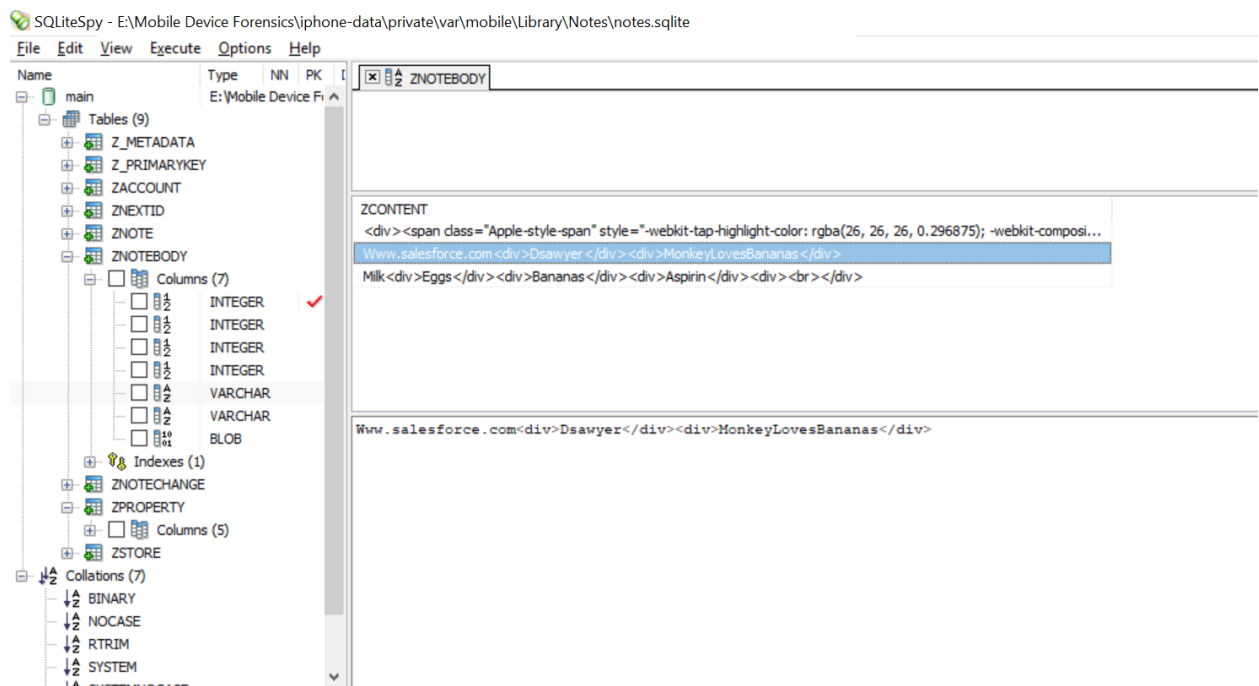 SQLiteSpy - E:\Mobile Device Forensics\iphone-data\private\var\mobile\Library\Notes\notes.sqlite
File Edit View Execute Options Help
Name Type NN PK
main E:\Mobile Device
Tables (9)
Z_METADATA
Z_PRIMARYKEY
ZACCOUNT
ZNEXTID
ZNOTE
ZNOTEBODY
Columns (7)
INTEGER
INTEGER
INTEGER
INTEGER
VARCHAR
VARCHAR
BLOB
Indexes (1)
ZNOTECHANGE
ZPROPERTY
Columns (5)
ZSTORE
Collations (7)
BINARY
NOCASE
RTRIM
SYSTEM
ZNOTEBODY
ZCONTENT
<div><span class="Apple-style-span" style="-webkit-tap-highlight-color: rgba(26, 26, 26, 0.296875); -webkit-composi...
Www.salesforce.com<div>Dsawyer</div><div>MonkeyLovesBananas</div>
Milk<div>Eggs</div><div>Bananas</div><div>Aspirin</div><div><br></div>
Www.salesforce.com<div>Dsawyer</div><div>MonkeyLovesBananas</div>